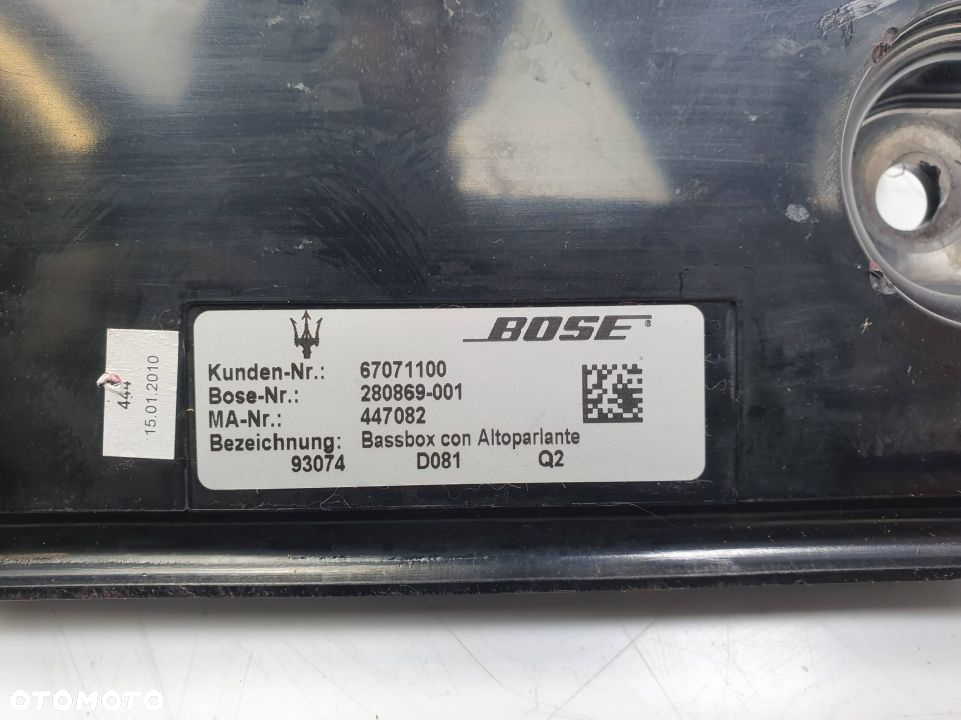 BOSE®
Kunden-Nr.: 67071100
Bose-Nr.: 280869-001
MA-Nr.: 447082
Bezeichnung: Bassbox con Altoparlante
93074 D081 Q2
444
15.01.2010
OTOMOTO